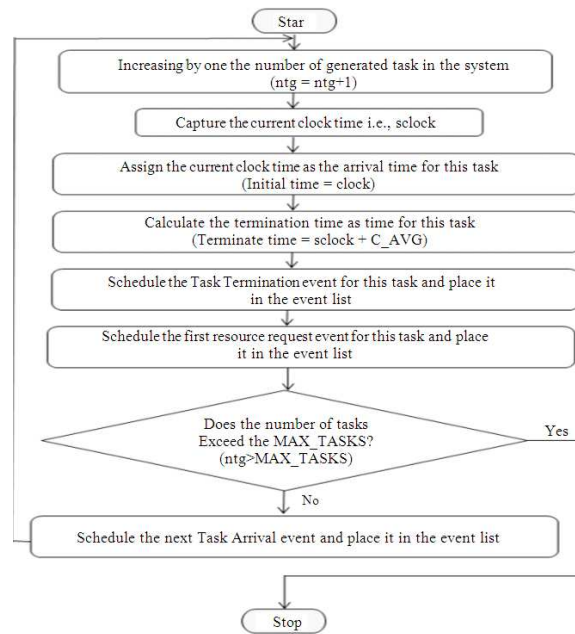 Star
Increasing by one the number of generated task in the system
(ntg = ntg+1)
Capture the current clock time i.e., sclock
Assign the current clock time as the arrival time for this task
(Initial time = clock)
Calculate the termination time as time for this task
(Terminate time = sclock + C_AVG)
Schedule the Task Termination event for this task and place it
in the event list
Schedule the first resource request event for this task and place
it in the event list
Does the number of tasks
Exceed the MAX_TASKS?
(ntg>MAX_TASKS)
Yes
No
Schedule the next Task Arrival event and place it in the event list
Stop